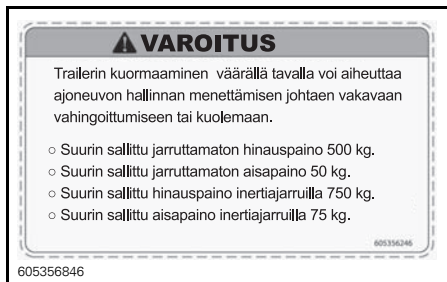 VAROITUS
Trailerin kuormaaminen väärällä tavalla voi aiheuttaa
ajoneuvon hallinnan menettämisen johtaen vakavaan
vahingoittumiseen tai kuolemaan.
○ Suurin sallittu jarruttamaton hinauspaino 500 kg.
○ Suurin sallittu jarruttamaton aisapaino 50 kg.
○ Suurin sallittu hinauspaino inertiajarruilla 750 kg.
○ Suurin sallittu aisapaino inertiajarruilla 75 kg.
605356246
605356846